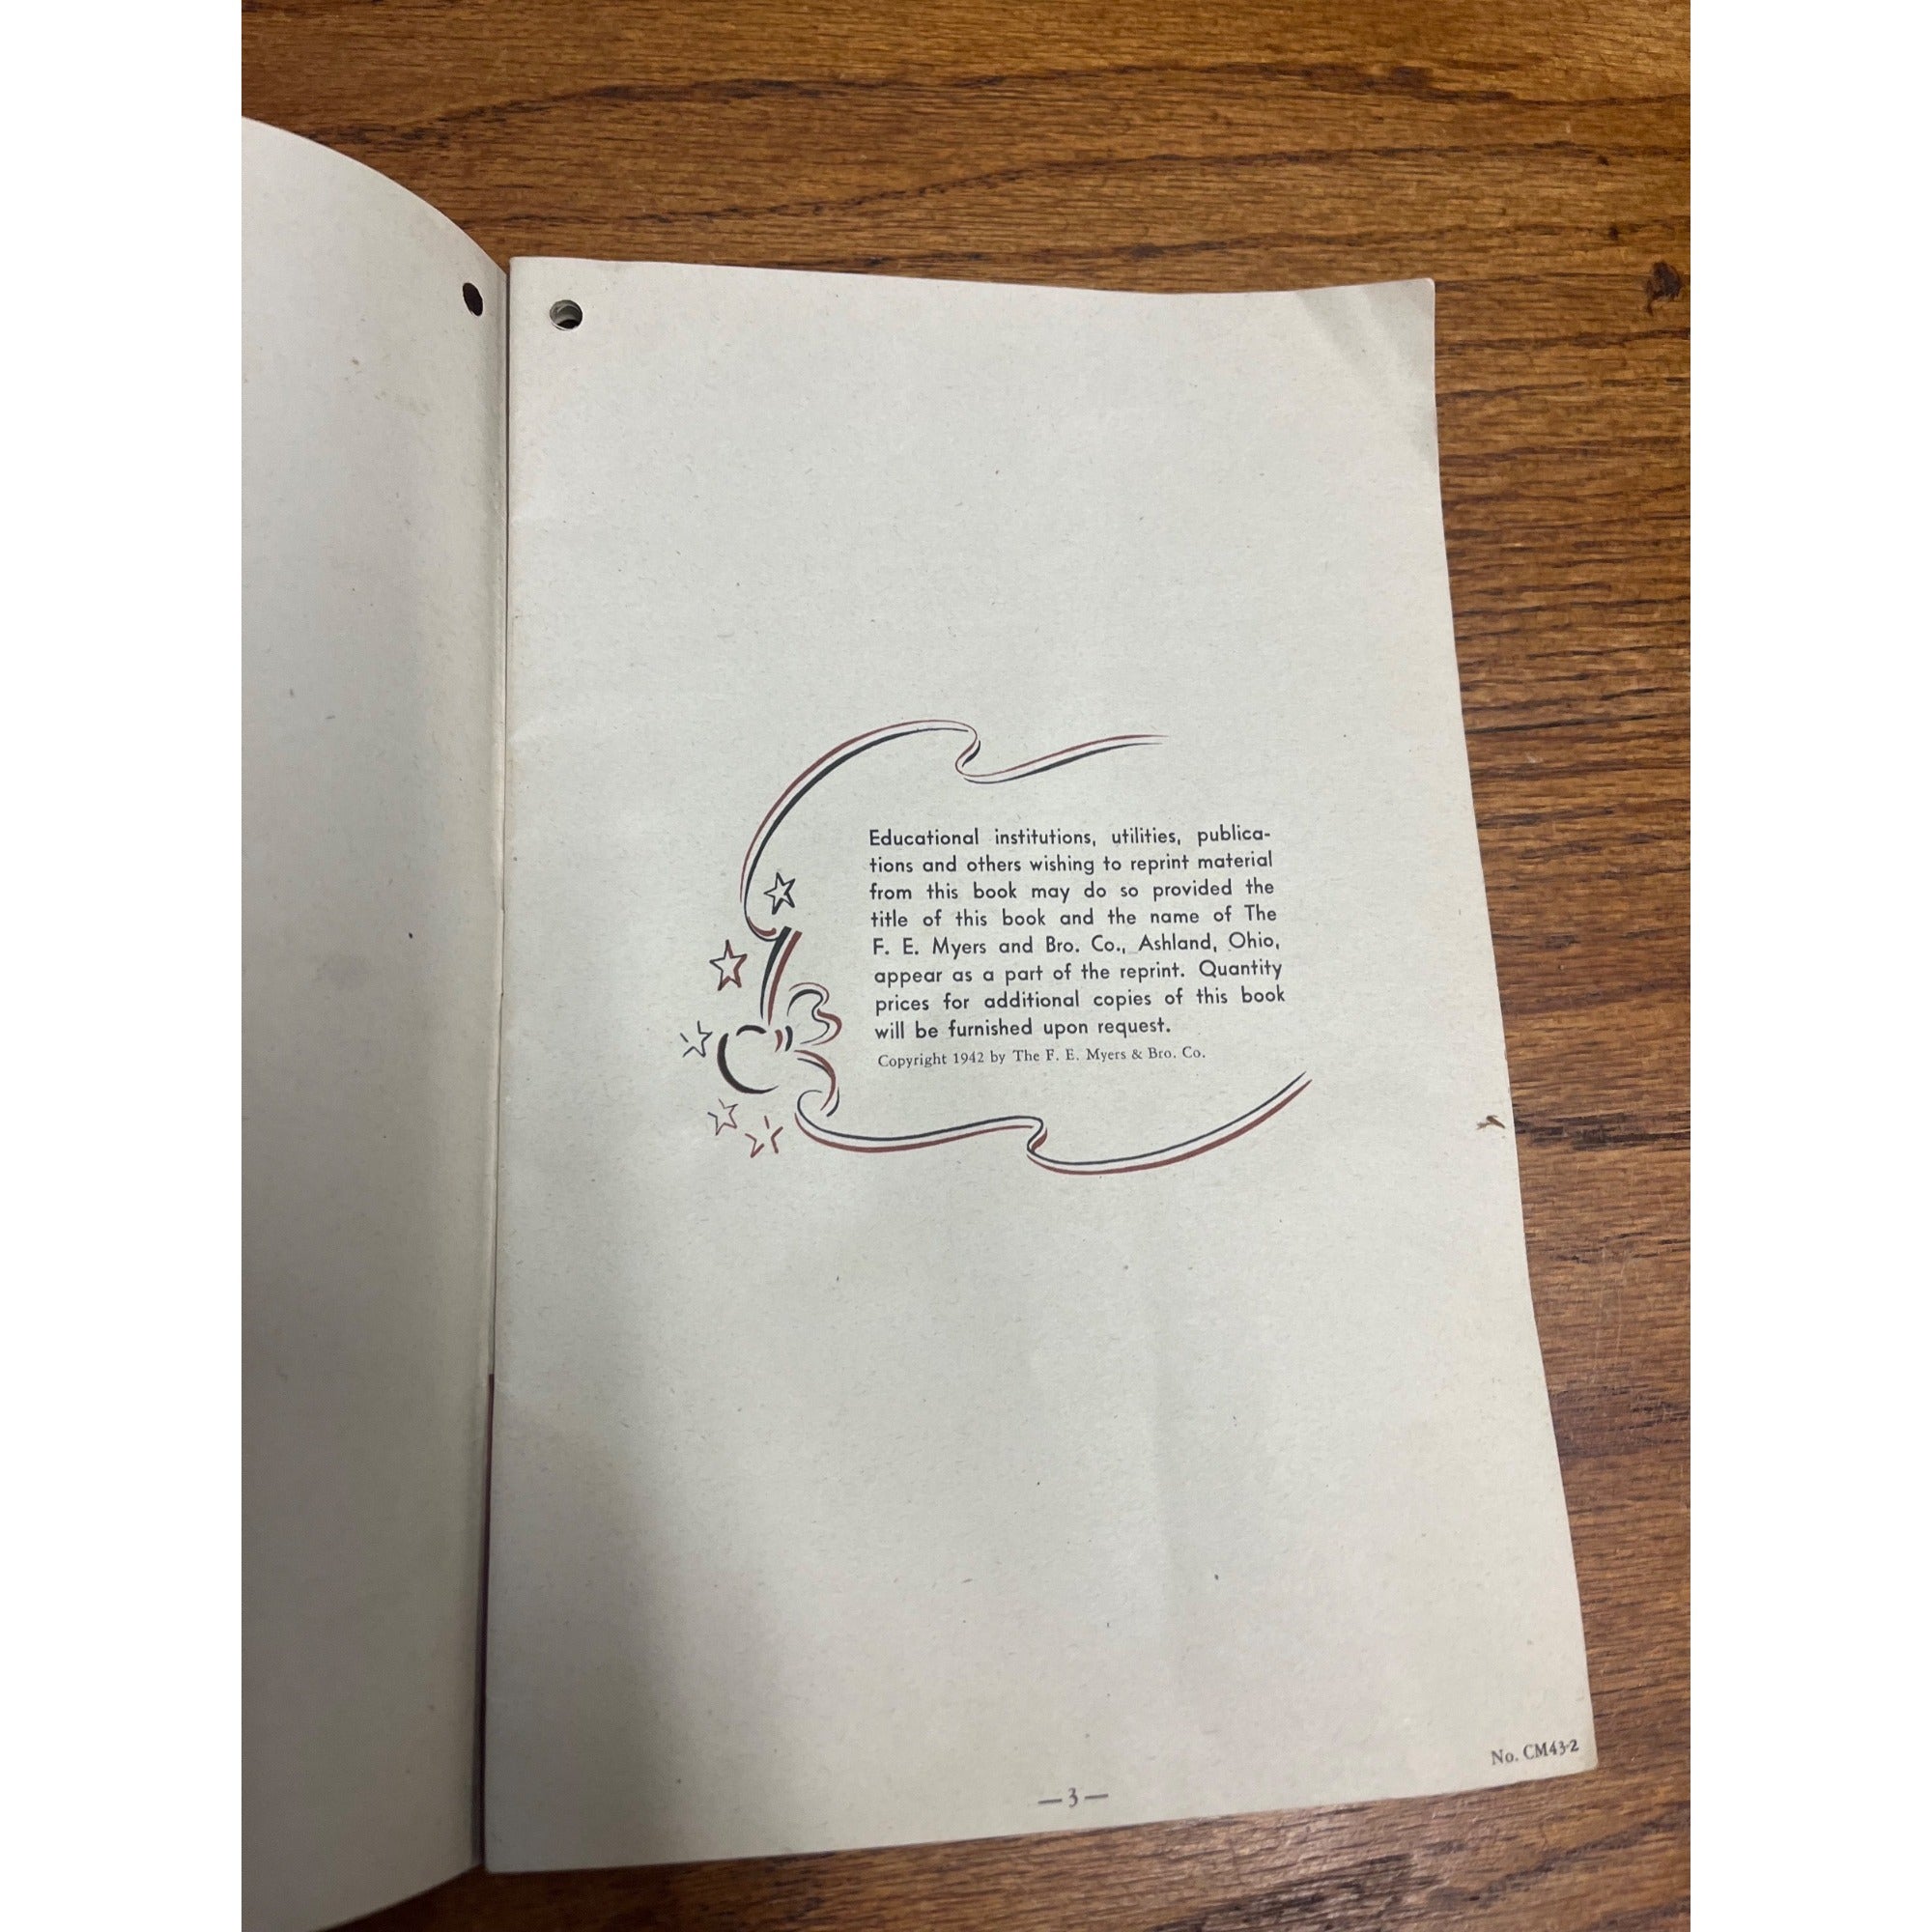 Educational institutions, utilities, publica-
tions and others wishing to reprint material
from this book may do so provided the
title of this book and the name of The
F. E. Myers and Bro. Co., Ashland, Ohio,
appear as a part of the reprint. Quantity
prices for additional copies of this book
will be furnished upon request.
Copyright 1942 by The F. E. Myers & Bro. Co.
No. CM43-2
—3—